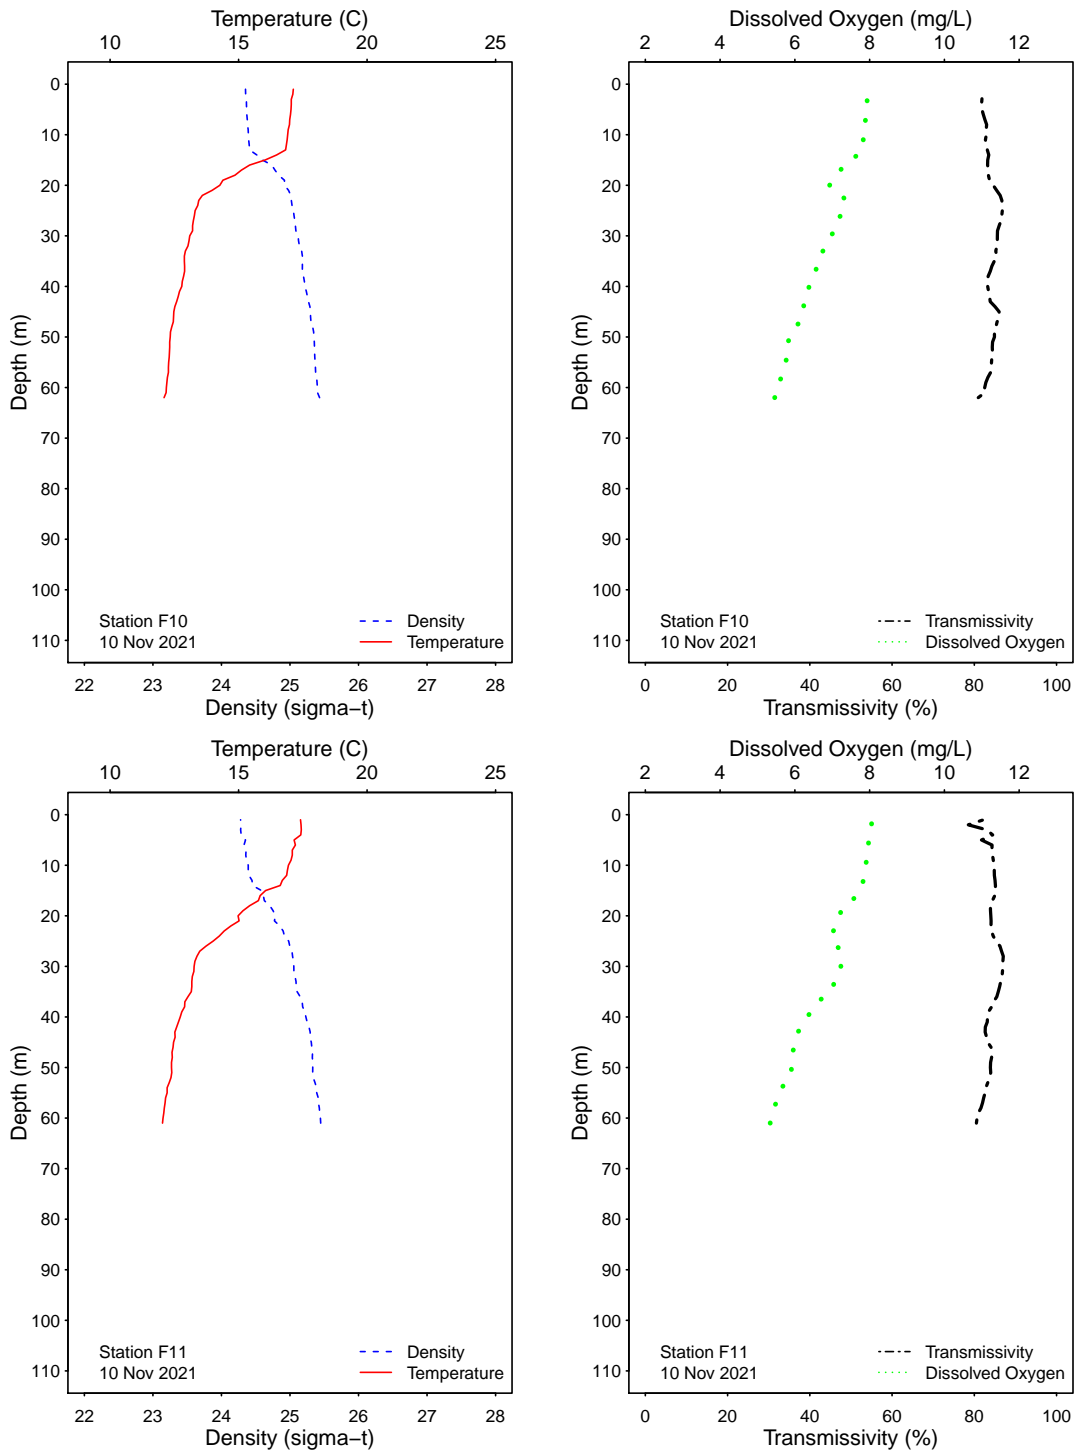 Temperature (C)
10 15 20 25
0
10
20
30
40
50
60
70
80
90
100
110
Depth (m)
Station F10
10 Nov 2021
Density
Temperature
22 23 24 25 26 27 28
Density (sigma−t)
Dissolved Oxygen (mg/L)
2 4 6 8 10 12
0
10
20
30
40
50
60
70
80
90
100
110
Depth (m)
Station F10
10 Nov 2021
Transmissivity
Dissolved Oxygen
0 20 40 60 80 100
Transmissivity (%)
Temperature (C)
10 15 20 25
0
10
20
30
40
50
60
70
80
90
100
110
Depth (m)
Station F11
10 Nov 2021
Density
Temperature
22 23 24 25 26 27 28
Density (sigma−t)
Dissolved Oxygen (mg/L)
2 4 6 8 10 12
0
10
20
30
40
50
60
70
80
90
100
110
Depth (m)
Station F11
10 Nov 2021
Transmissivity
Dissolved Oxygen
0 20 40 60 80 100
Transmissivity (%)